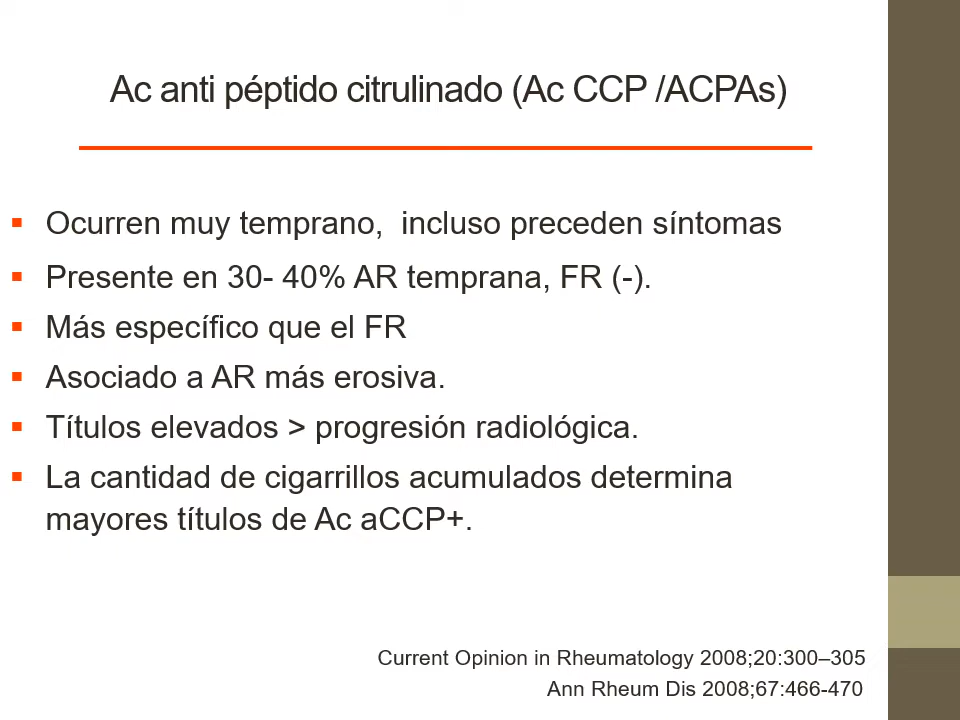 Ac anti péptido citrulinado (Ac CCP /ACPAs)
▪ Ocurren muy temprano,  incluso preceden síntomas
▪ Presente en 30- 40% AR temprana, FR (-).
▪ Más específico que el FR
▪ Asociado a AR más erosiva.
▪ Títulos elevados > progresión radiológica.
▪ La cantidad de cigarrillos acumulados determina
mayores títulos de Ac aCCP+.
Current Opinion in Rheumatology 2008;20:300–305
Ann Rheum Dis 2008;67:466-470